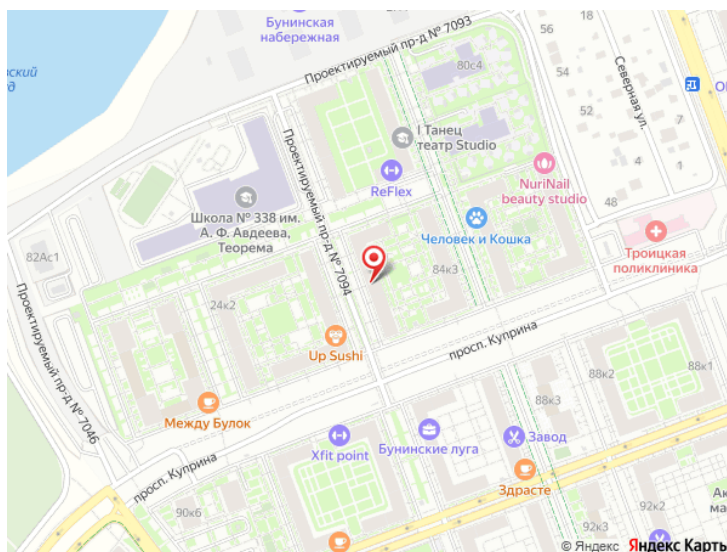 Бунинская
набережная
Проектируемый пр-д № 7093
56
54
52
50
48
Северная ул.
7
4
1
80с4
I Танец
театр Studio
ReFlex
NuriNail
beauty studio
Школа № 338 им.
А. Ф. Авдеева,
Теорема
Проектируемый пр-д № 7094
Человек и Кошка
Троицкая
поликлиника
82Ас1
84к3
24к2
Up Sushi
просп. Куприна
Проектируемый пр-д № 7046
Между Булок
88к2
88к1
88к3
Бунинские луга
Завод
Xfit point
просп. Куприна
Здрасте
90к6
92к3
92к2
© Яндекс Яндекс Карты